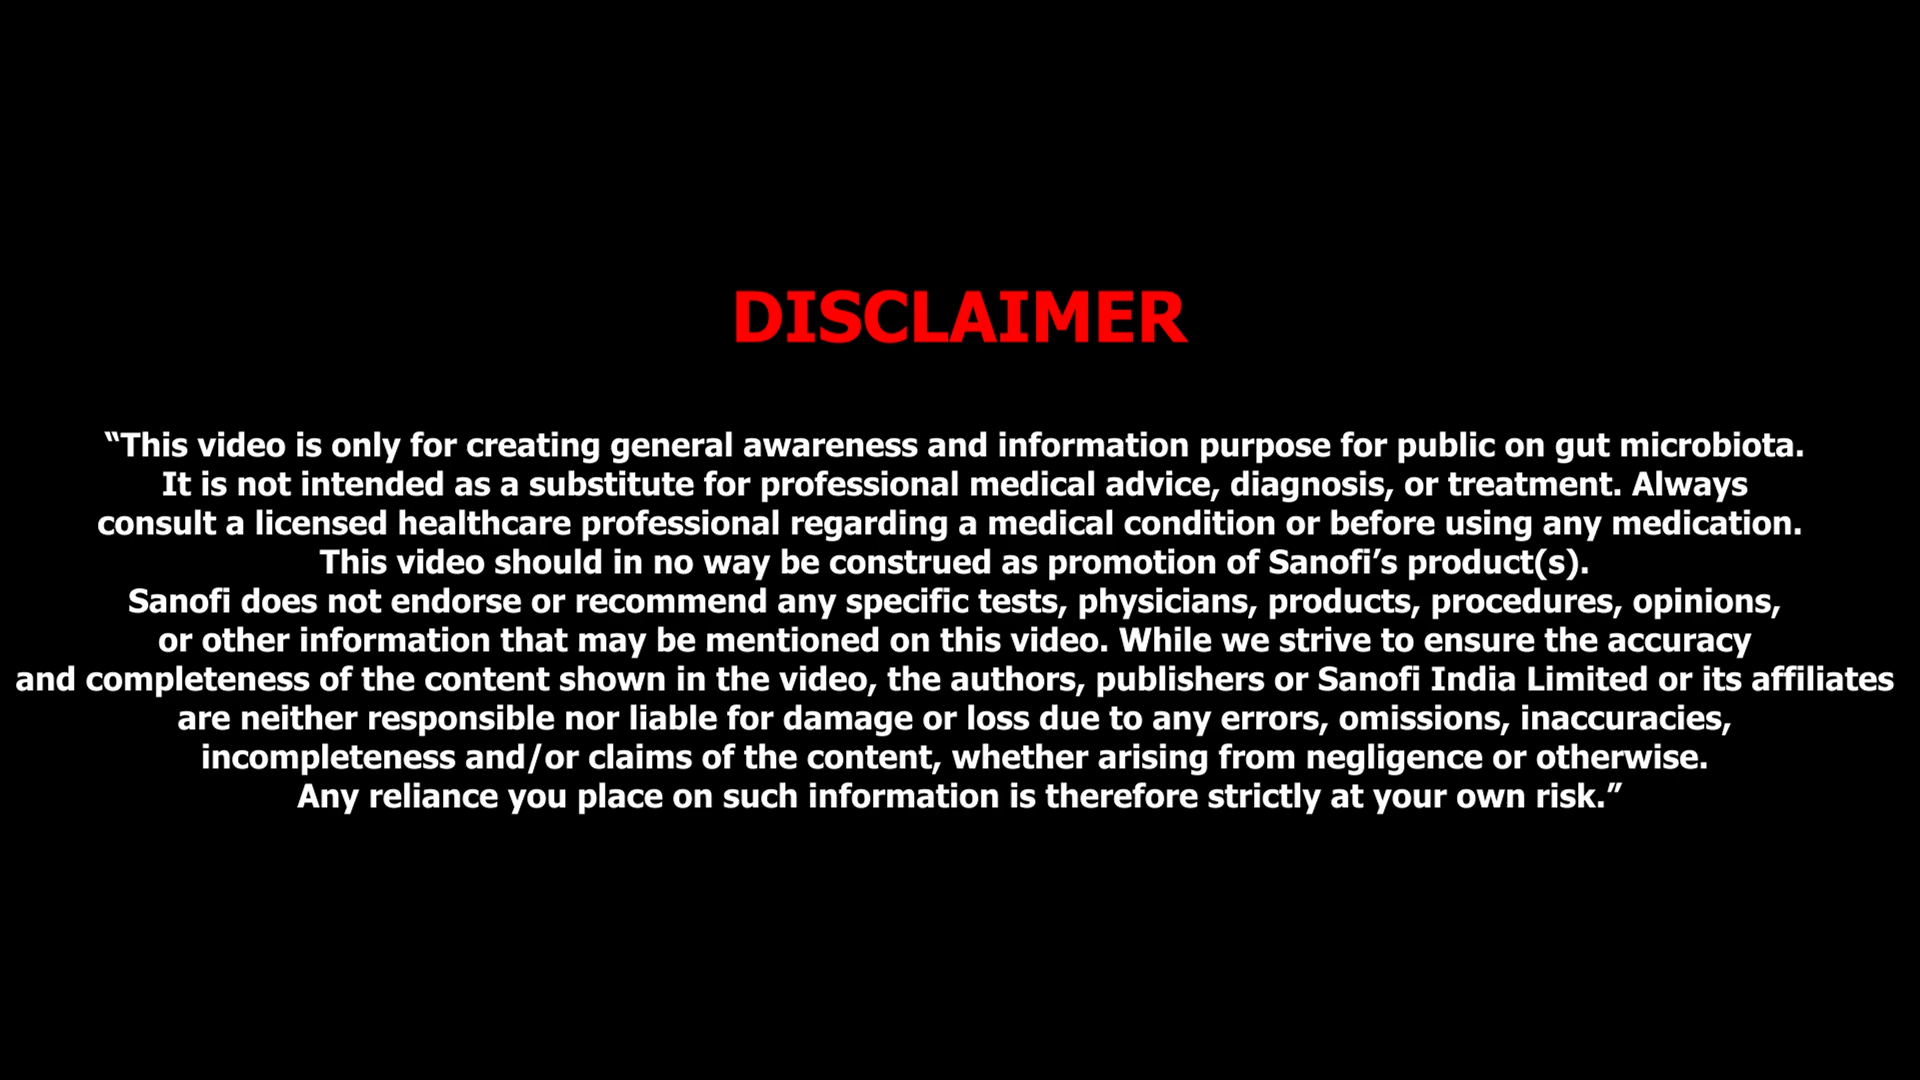 DISCLAIMER
“This video is only for creating general awareness and information purpose for public on gut microbiota.
It is not intended as a substitute for professional medical advice, diagnosis, or treatment. Always
consult a licensed healthcare professional regarding a medical condition or before using any medication.
This video should in no way be construed as promotion of Sanofi’s product(s).
Sanofi does not endorse or recommend any specific tests, physicians, products, procedures, opinions,
or other information that may be mentioned on this video. While we strive to ensure the accuracy
and completeness of the content shown in the video, the authors, publishers or Sanofi India Limited or its affiliates
are neither responsible nor liable for damage or loss due to any errors, omissions, inaccuracies,
incompleteness and/or claims of the content, whether arising from negligence or otherwise.
Any reliance you place on such information is therefore strictly at your own risk.”